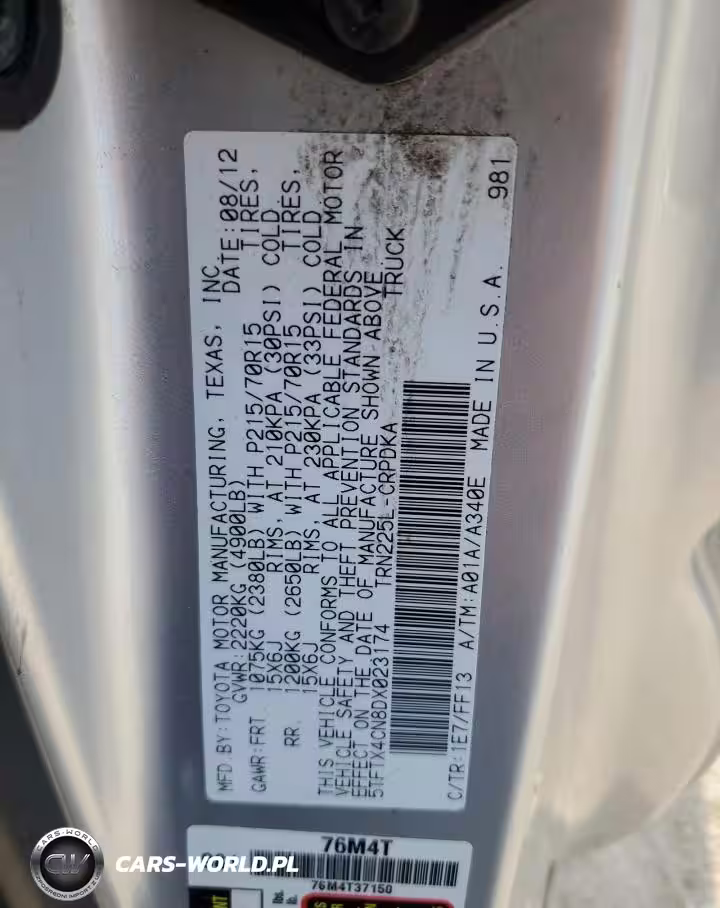 MFD.BY:TOYOTA MOTOR MANUFACTURING, TEXAS, INC.
GVWR:2220KG (4900LB) DATE:08/12
GAWR:FRT. 1075KG (2380LB) WITH P215/70R15 TIRES,
15X6J RIMS, AT 210KPA (30PSI) COLD
RR. 1200KG (2650LB) WITH P215/70R15 TIRES,
15X6J RIMS, AT 230KPA (33PSI) COLD
THIS VEHICLE CONFORMS TO ALL APPLICABLE FEDERAL MOTOR
VEHICLE SAFETY AND THEFT PREVENTION STANDARDS IN
EFFECT ON THE DATE OF MANUFACTURE SHOWN ABOVE.
5TFTX4CN8DX023174 TRN225L-CRPDKA TRUCK
C/TR:1E7/FF13 A/TM:A01A/A340E MADE IN U.S.A. 981
76M4T
76M4T37150
lbs.
CARS-WORLD
CW
CARS-WORLD.PL